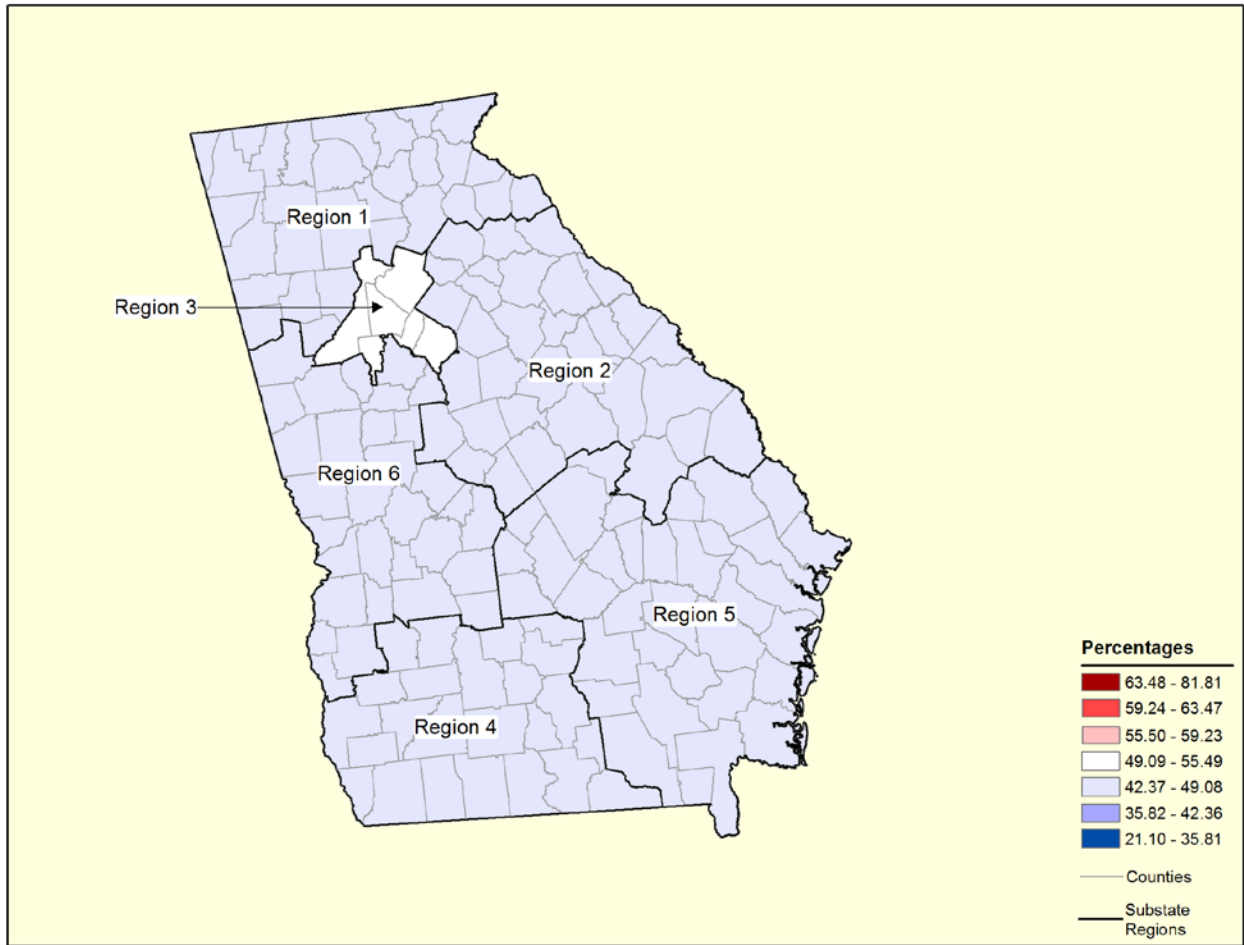 Region 1
Region 3
Region 2
Region 6
Region 5
Region 4
Percentages
63.48 - 81.81
59.24 - 63.47
55.50 - 59.23
49.09 - 55.49
42.37 - 49.08
35.82 - 42.36
21.10 - 35.81
Counties
Substate
Regions